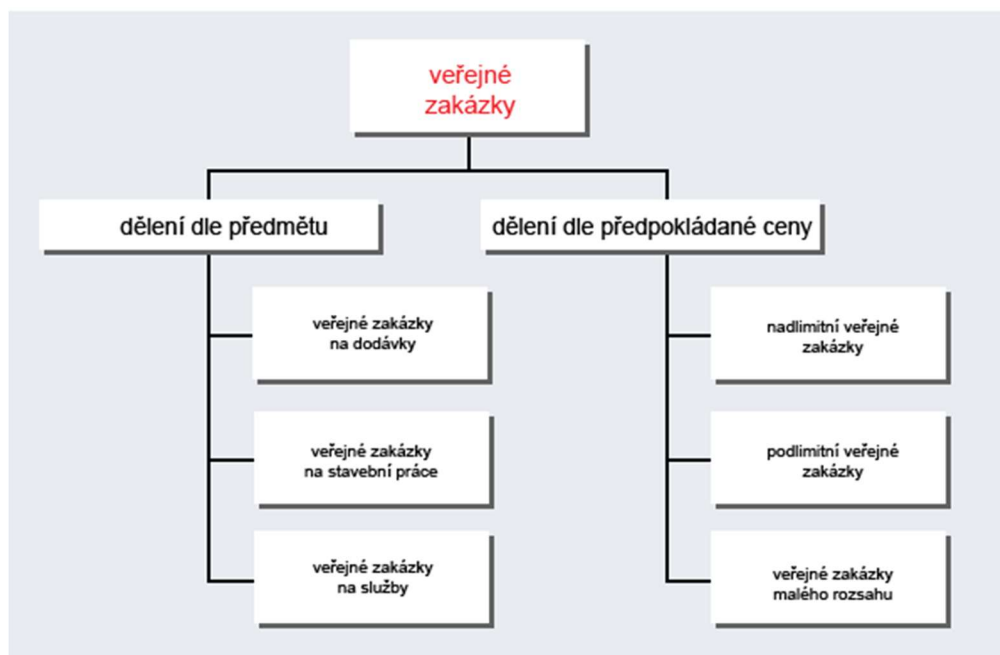 veřejné
zakázky
dělení dle předmětu
veřejné zakázky
na dodávky
veřejné zakázky
na stavební práce
veřejné zakázky
na služby
dělení dle předpokládané ceny
nadlimitní veřejné
zakázky
podlimitní veřejné
zakázky
veřejné zakázky
malého rozsahu